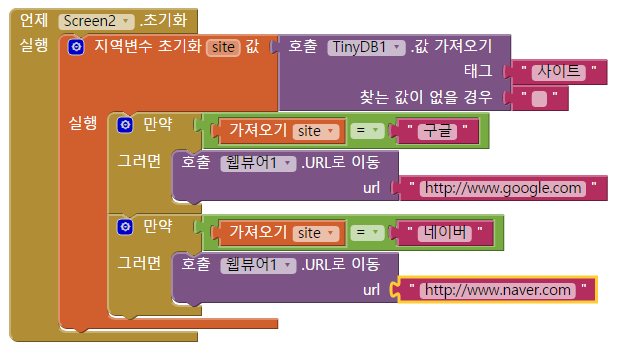 언제 Screen2 .초기화
실행 지역변수 초기화 site 값 호출 TinyDB1 .값 가져오기
태그 " 사이트 "
찾는 값이 없을 경우 " "
실행 만약 가져오기 site = " 구글 "
그러면 호출 웹뷰어1 .URL로 이동
url " http://www.google.com "
만약 가져오기 site = " 네이버 "
그러면 호출 웹뷰어1 .URL로 이동
url " http://www.naver.com "